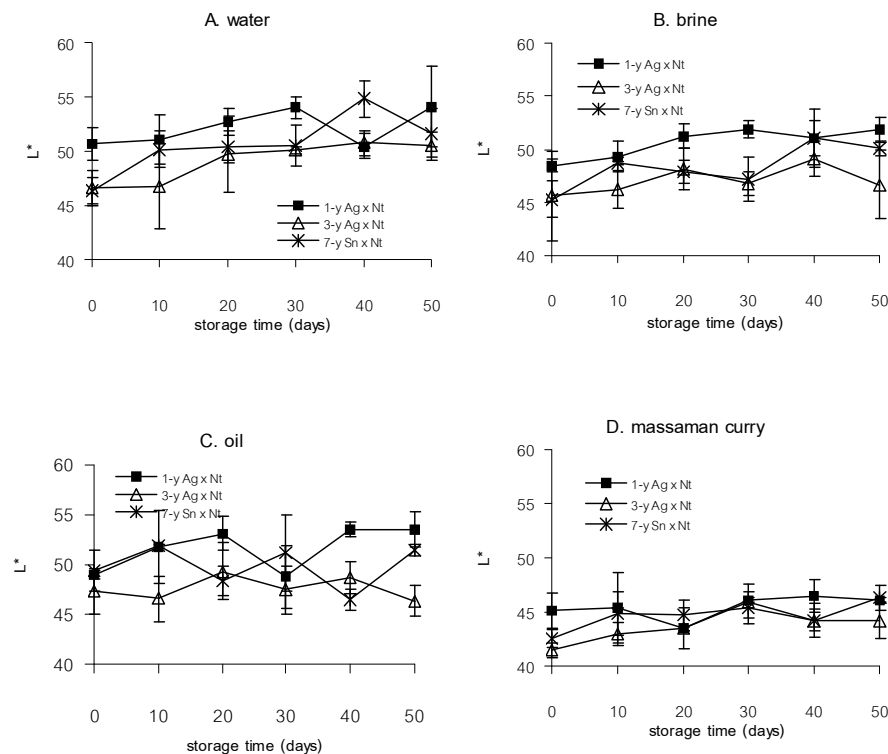 A. water
60
55
L*
50
45
40
1-y Ag x Nt
3-y Ag x Nt
7-y Sn x Nt
0 10 20 30 40 50
storage time (days)
B. brine
60
55
L*
50
45
40
1-y Ag x Nt
3-y Ag x Nt
7-y Sn x Nt
0 10 20 30 40 50
storage time (days)
C. oil
60
55
L*
50
45
40
1-y Ag x Nt
3-y Ag x Nt
7-y Sn x Nt
0 10 20 30 40 50
storage time (days)
D. massaman curry
60
55
L*
50
45
40
1-y Ag x Nt
3-y Ag x Nt
7-y Sn x Nt
0 10 20 30 40 50
storage time (days)